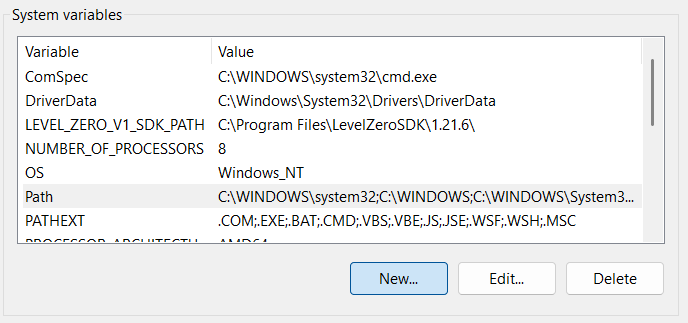 System variables
Variable Value
ComSpec C:\WINDOWS\system32\cmd.exe
DriverData C:\Windows\System32\Drivers\DriverData
LEVEL_ZERO_V1_SDK_PATH C:\Program Files\LevelZeroSDK\1.21.6\
NUMBER_OF_PROCESSORS 8
OS Windows_NT
Path C:\WINDOWS\system32;C:\WINDOWS;C:\WINDOWS\System3...
PATHEXT .COM;.EXE;.BAT;.CMD;.VBS;.VBE;.JS;.JSE;.WSF;.WSH;.MSC
New... Edit... Delete